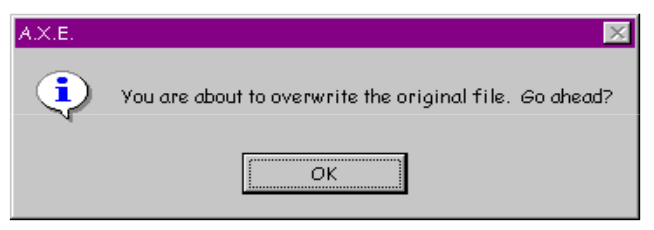 A.X.E.
You are about to overwrite the original file. Go ahead?
OK